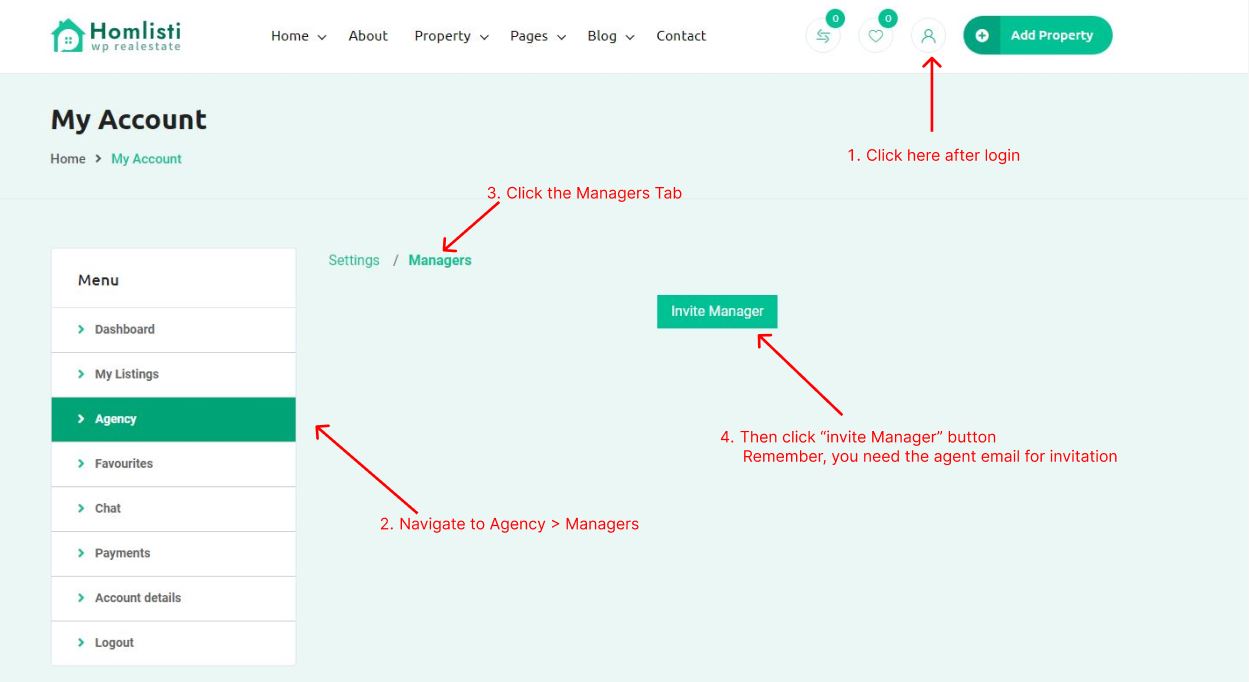 Homlisti
wp realestate
Home
About
Property
Pages
Blog
Contact
0
0
Add Property
My Account
Home > My Account
1. Click here after login
3. Click the Managers Tab
Settings / Managers
Invite Manager
Menu
Dashboard
My Listings
Agency
Favourites
Chat
Payments
Account details
Logout
4. Then click “invite Manager” button
Remember, you need the agent email for invitation
2. Navigate to Agency > Managers